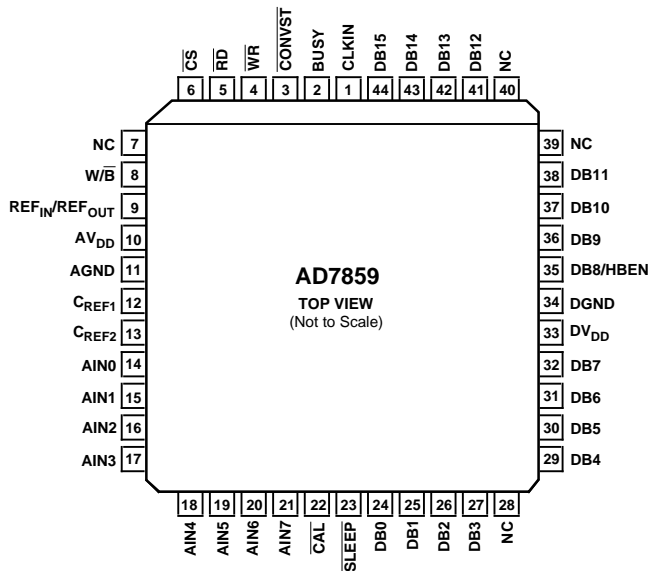 CS RD WR CONVST BUSY CLKIN DB15 DB14 DB13 DB12 NC
6 5 4 3 2 1 44 43 42 41 40
NC 7
W/B 8
REFIN/REFOUT 9
AVDD 10
AGND 11
CREF1 12
CREF2 13
AIN0 14
AIN1 15
AIN2 16
AIN3 17
AD7859
TOP VIEW
(Not to Scale)
39 NC
38 DB11
37 DB10
36 DB9
35 DB8/HBEN
34 DGND
33 DVDD
32 DB7
31 DB6
30 DB5
29 DB4
18 19 20 21 22 23 24 25 26 27 28
AIN4 AIN5 AIN6 AIN7 CAL SLEEP DB0 DB1 DB2 DB3 NC